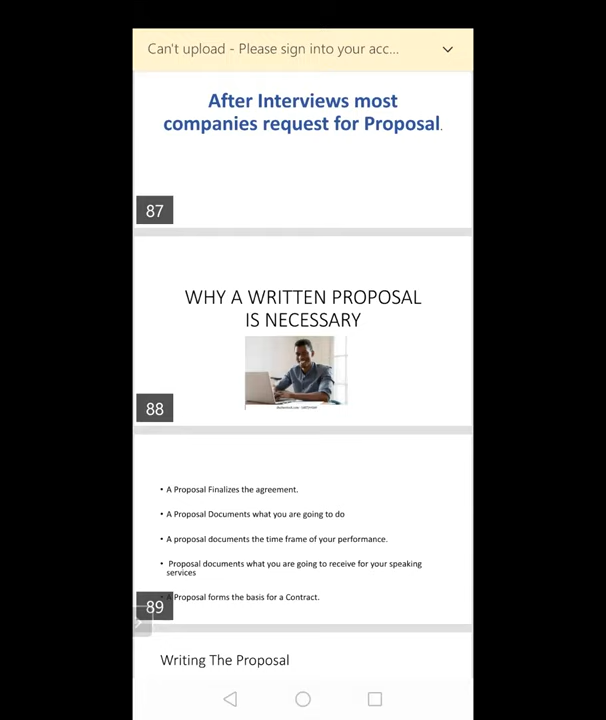 Can't upload - Please sign into your acc...
After Interviews most
companies request for Proposal.
87
WHY A WRITTEN PROPOSAL
IS NECESSARY
88
• A Proposal Finalizes the agreement.
• A Proposal Documents what you are going to do
• A proposal documents the time frame of your performance.
• Proposal documents what you are going to receive for your speaking
services
A Proposal forms the basis for a Contract.
89
Writing The Proposal